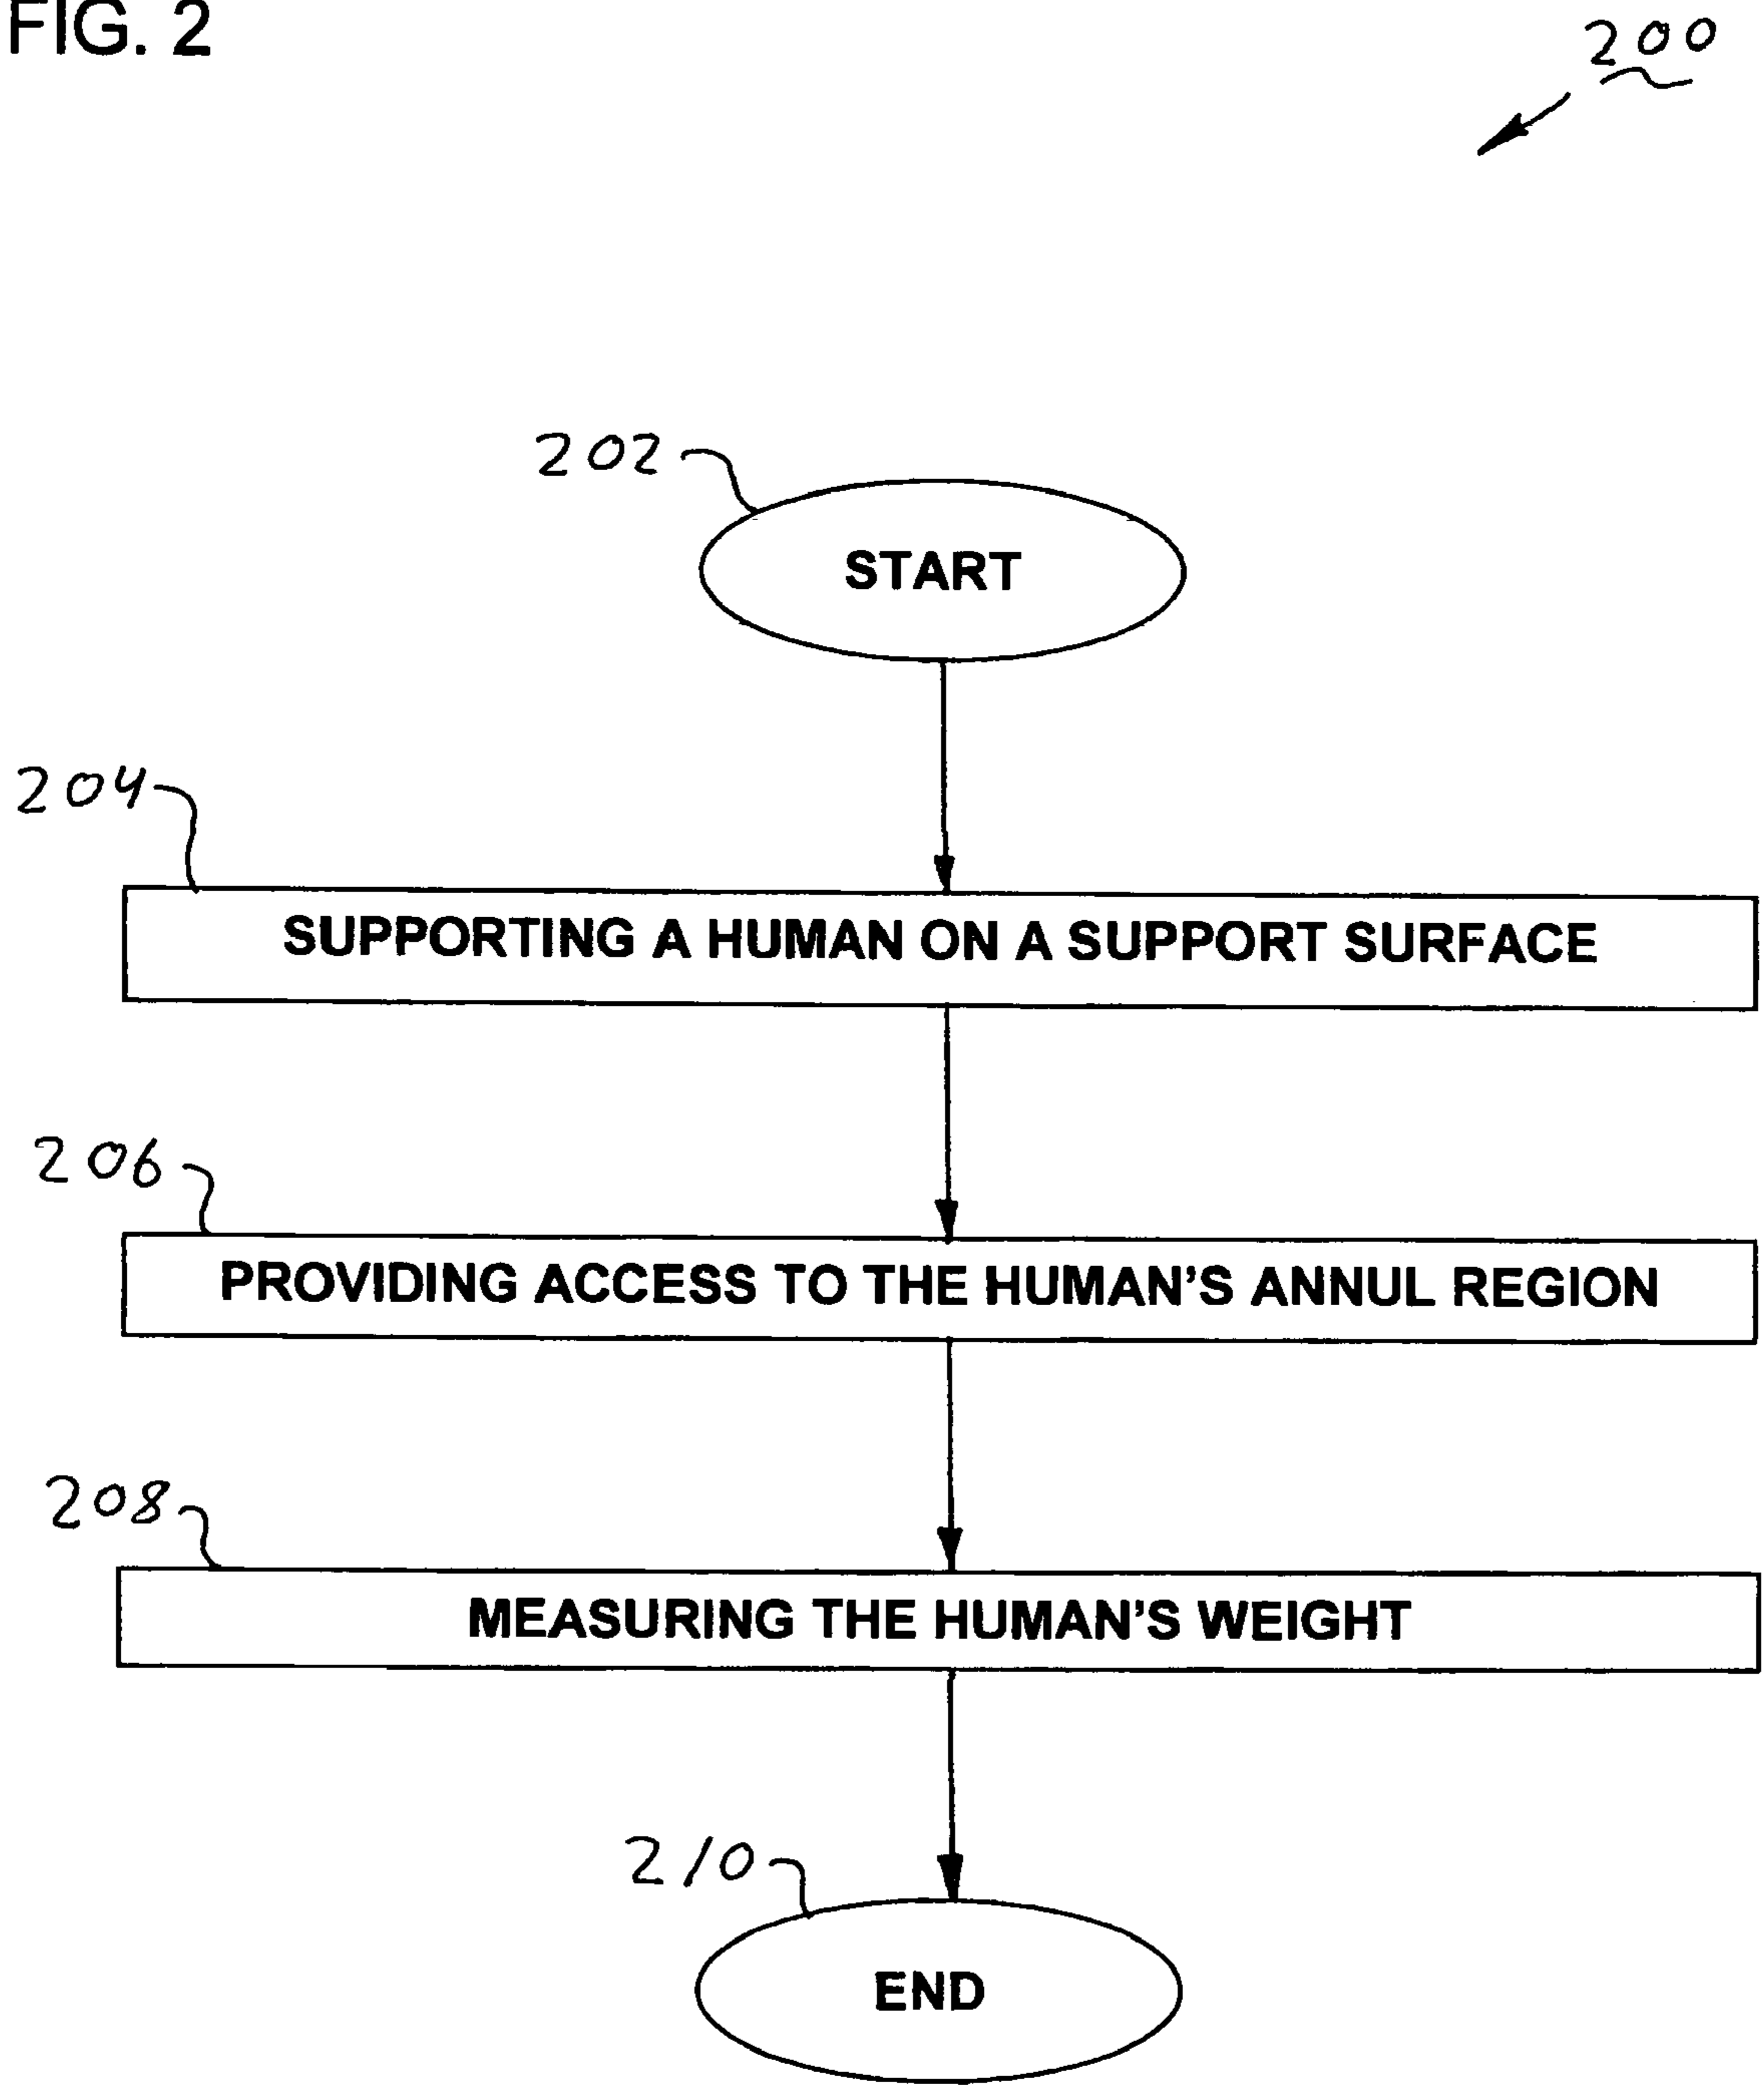 FIG. 2
200
202
START
204
SUPPORTING A HUMAN ON A SUPPORT SURFACE
206
PROVIDING ACCESS TO THE HUMAN'S ANNUL REGION
208
MEASURING THE HUMAN'S WEIGHT
210
END